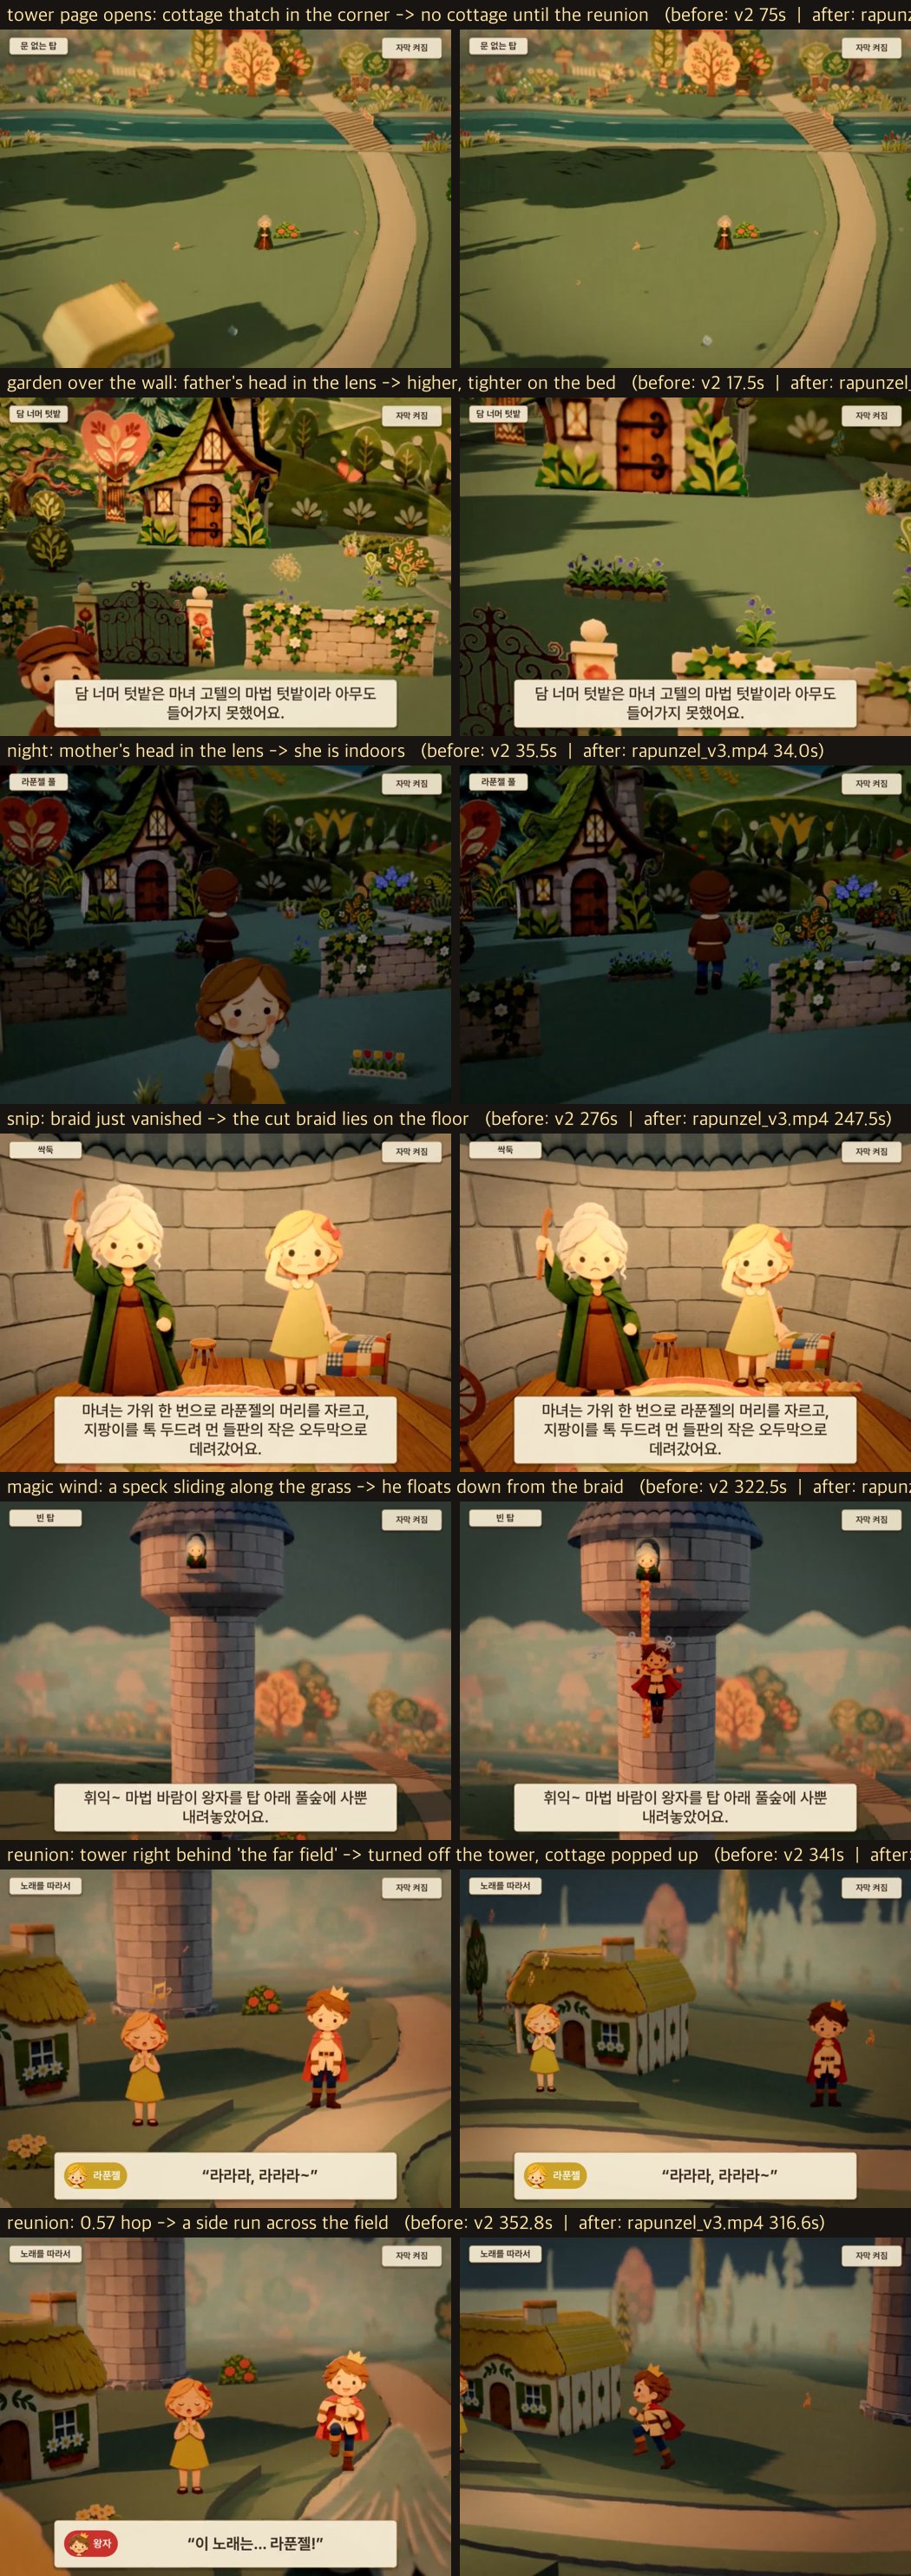 tower page opens: cottage thatch in the corner -> no cottage until the reunion (before: v2 75s | after: rapunz
문 없는 탑
자막 켜짐
문 없는 탑
자막 켜짐
garden over the wall: father's head in the lens -> higher, tighter on the bed (before: v2 17.5s | after: rapunzel_
담 너머 텃밭
자막 켜짐
담 너머 텃밭
자막 켜짐
담 너머 텃밭은 마녀 고텔의 마법 텃밭이라 아무도
들어가지 못했어요.
담 너머 텃밭은 마녀 고텔의 마법 텃밭이라 아무도
들어가지 못했어요.
night: mother's head in the lens -> she is indoors (before: v2 35.5s | after: rapunzel_v3.mp4 34.0s)
라푼젤 풀
자막 켜짐
라푼젤 풀
자막 켜짐
snip: braid just vanished -> the cut braid lies on the floor (before: v2 276s | after: rapunzel_v3.mp4 247.5s)
싹둑
자막 켜짐
싹둑
자막 켜짐
마녀는 가위 한 번으로 라푼젤의 머리를 자르고,
지팡이를 톡 두드려 먼 들판의 작은 오두막으로
데려갔어요.
마녀는 가위 한 번으로 라푼젤의 머리를 자르고,
지팡이를 톡 두드려 먼 들판의 작은 오두막으로
데려갔어요.
magic wind: a speck sliding along the grass -> he floats down from the braid (before: v2 322.5s | after: rapunz
빈 탑
자막 켜짐
빈 탑
자막 켜짐
휘익~ 마법 바람이 왕자를 탑 아래 풀숲에 사뿐
내려놓았어요.
휘익~ 마법 바람이 왕자를 탑 아래 풀숲에 사뿐
내려놓았어요.
reunion: tower right behind 'the far field' -> turned off the tower, cottage popped up (before: v2 341s | after:
노래를 따라서
자막 켜짐
노래를 따라서
자막 켜짐
라푼젤
“라라라, 라라라~”
라푼젤
“라라라, 라라라~”
reunion: 0.57 hop -> a side run across the field (before: v2 352.8s | after: rapunzel_v3.mp4 316.6s)
노래를 따라서
자막 켜짐
노래를 따라서
자막 켜짐
왕자
“이 노래는... 라푼젤!”